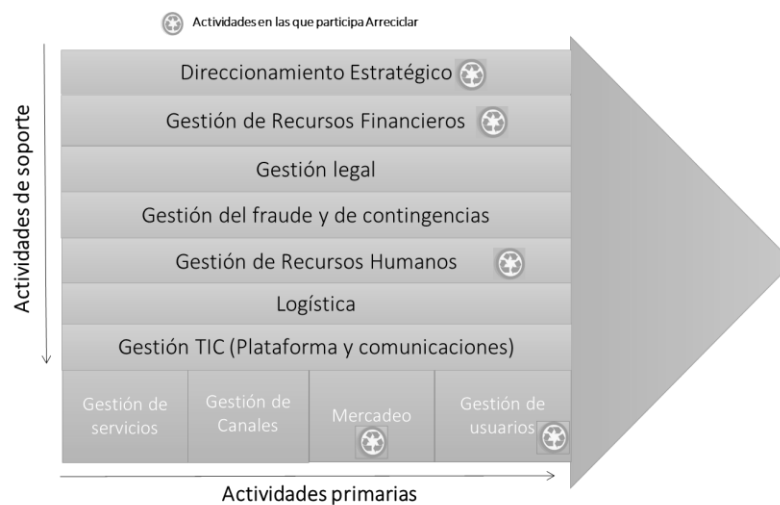 Actividades en las que participa Arreciclar
Actividades de soporte
Direccionamiento Estratégico
Gestión de Recursos Financieros
Gestión legal
Gestión del fraude y de contingencias
Gestión de Recursos Humanos
Logística
Gestión TIC (Plataforma y comunicaciones)
Gestión de
servicios
Gestión de
Canales
Mercadeo
Gestión de
usuarios
Actividades primarias